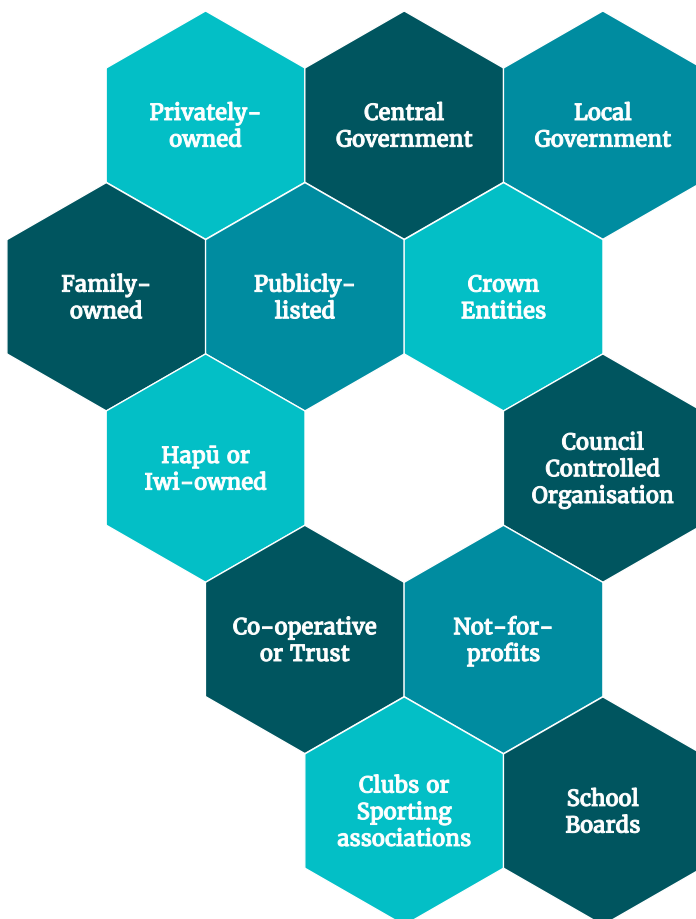 Privately-
owned
Central
Government
Local
Government
Family-
owned
Publicly-
listed
Crown
Entities
Hapū or
Iwi-owned
Council
Controlled
Organisation
Co-operative
or Trust
Not-for-
profits
Clubs or
Sporting
associations
School
Boards